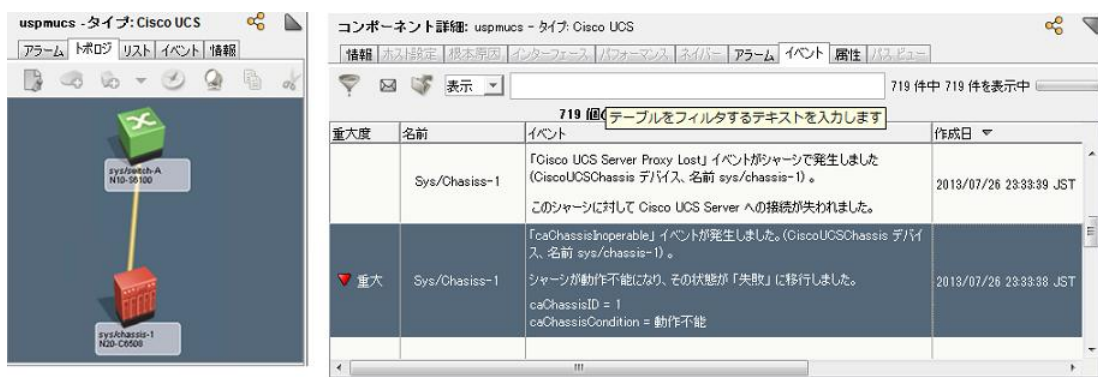 uspmucs -タイプ: Cisco UCS
アラーム トポロジ リスト イベント 情報
sys/switch-A
N10-S6100
sys/chassis-1
N20-C6508
コンポーネント詳細: uspmucs - タイプ: Cisco UCS
情報 ホスト設定 根本原因 インターフェース パフォーマンス ネイバー アラーム イベント 属性 パス ビュー
表示 719 件中 719 件を表示中
719 個
テーブルをフィルタするテキストを入力します
重大度 名前 イベント 作成日
「Cisco UCS Server Proxy Lost」イベントがシャーシで発生しました
(CiscoUCSChassis デバイス、名前 sys/chassis-1) 。
Sys/Chasiss-1 2013/07/26 23:33:39 JST
このシャーシに対して Cisco UCS Server への接続が失われました。
「caChassisInoperable」イベントが発生しました。(CiscoUCSChassis デバイ
ス、名前 sys/chassis-1) 。
重大 Sys/Chasiss-1 シャーシが動作不能になり、その状態が「失敗」に移行しました。 2013/07/26 23:33:38 JST
caChassisID = 1
caChassisCondition = 動作不能